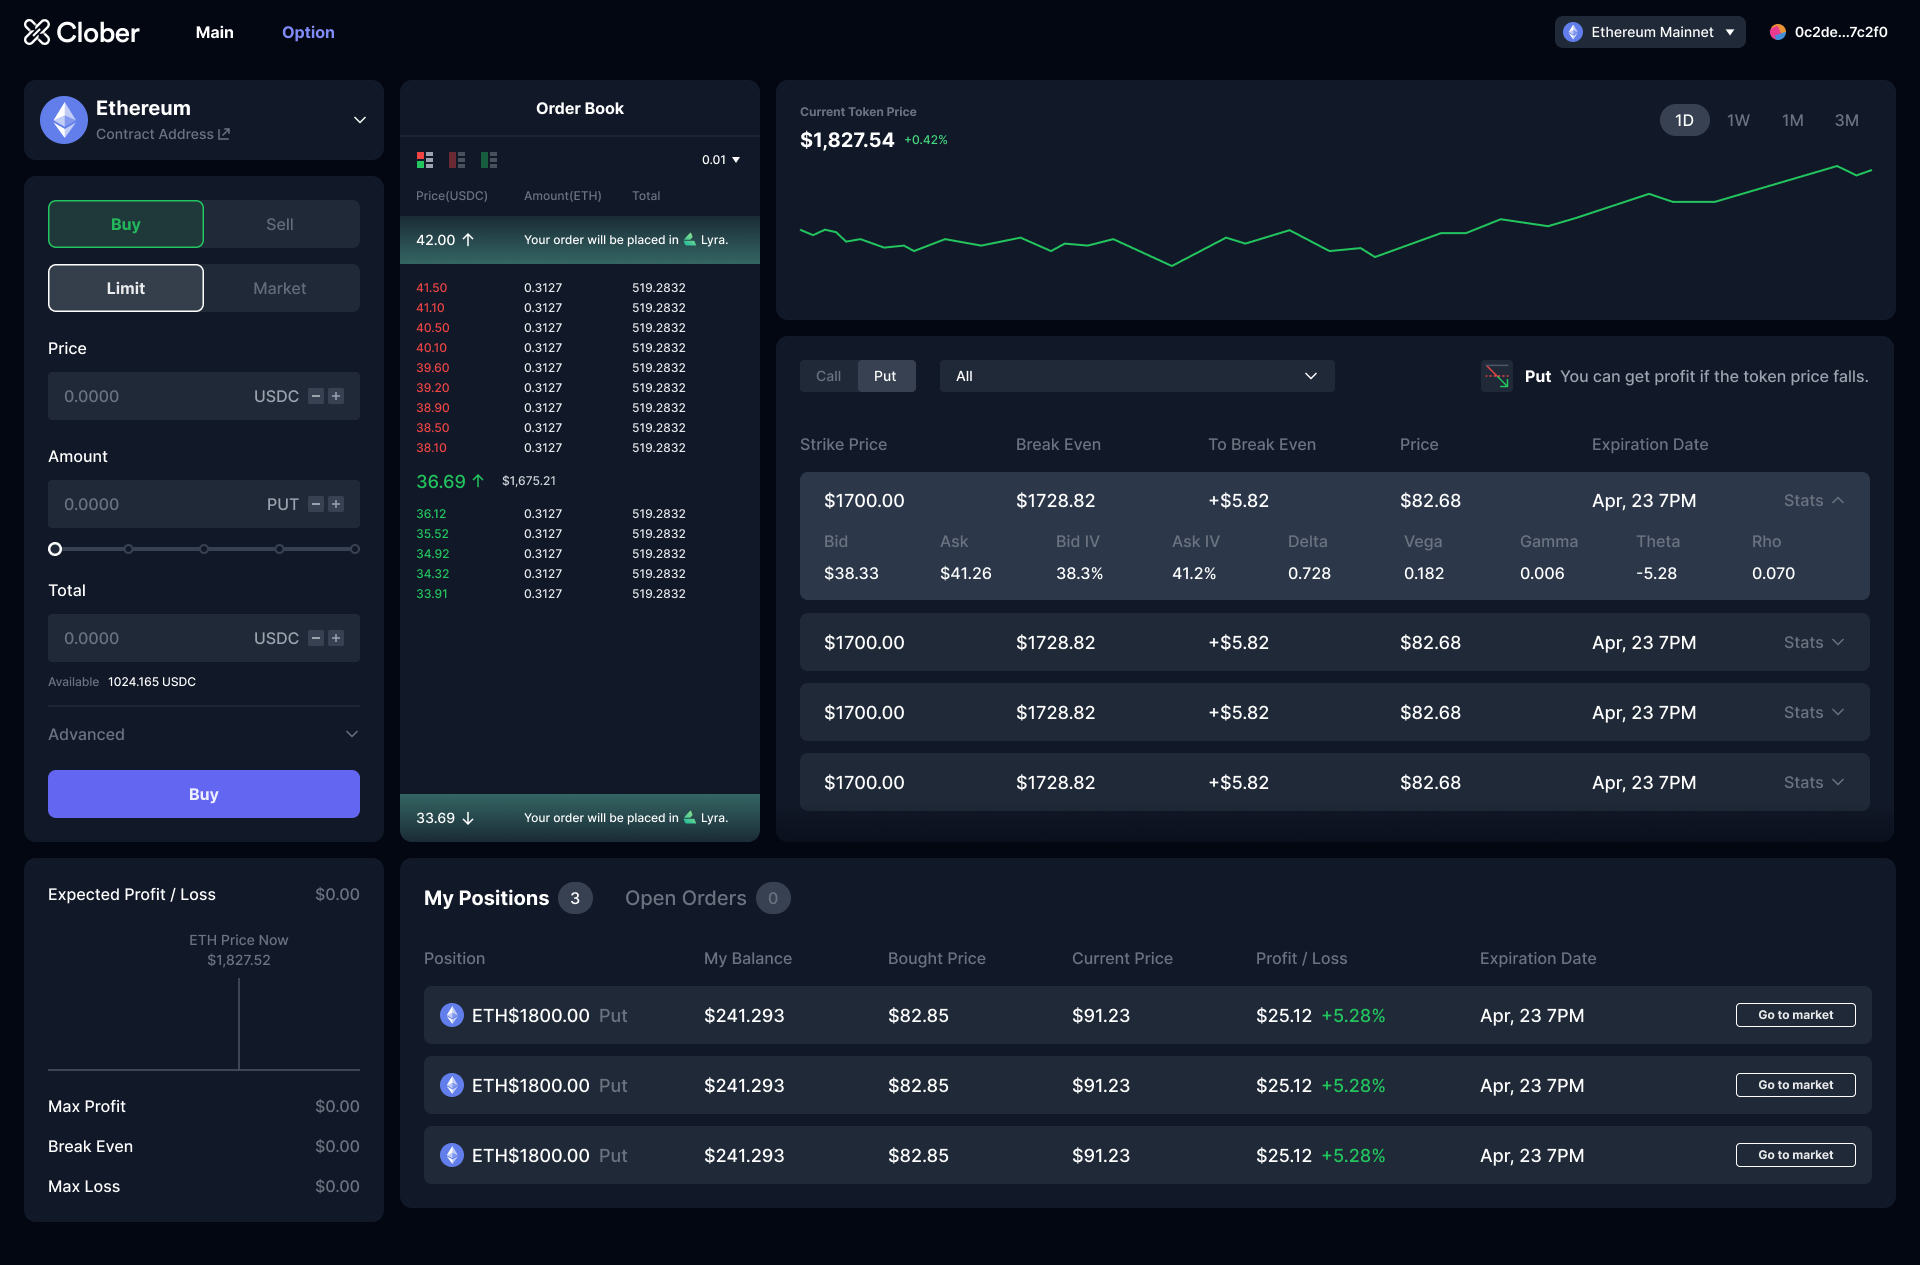 Clober
Main
Option
Ethereum Mainnet
0c2de...7c2f0
Ethereum
Contract Address
Buy
Sell
Limit
Market
Price
0.0000 USDC
Amount
0.0000 PUT
Total
0.0000 USDC
Available 1024.165 USDC
Advanced
Buy
Order Book
0.01
Price(USDC) Amount(ETH) Total
42.00 Your order will be placed in Lyra.
41.50 0.3127 519.2832
41.10 0.3127 519.2832
40.50 0.3127 519.2832
40.10 0.3127 519.2832
39.60 0.3127 519.2832
39.20 0.3127 519.2832
38.90 0.3127 519.2832
38.50 0.3127 519.2832
38.10 0.3127 519.2832
36.69 $1,675.21
36.12 0.3127 519.2832
35.52 0.3127 519.2832
34.92 0.3127 519.2832
34.32 0.3127 519.2832
33.91 0.3127 519.2832
33.69 Your order will be placed in Lyra.
Current Token Price
$1,827.54 +0.42%
1D 1W 1M 3M
Call Put All
Put You can get profit if the token price falls.
Strike Price Break Even To Break Even Price Expiration Date
$1700.00 $1728.82 +$5.82 $82.68 Apr, 23 7PM Stats
Bid Ask Bid IV Ask IV Delta Vega Gamma Theta Rho
$38.33 $41.26 38.3% 41.2% 0.728 0.182 0.006 -5.28 0.070
$1700.00 $1728.82 +$5.82 $82.68 Apr, 23 7PM Stats
$1700.00 $1728.82 +$5.82 $82.68 Apr, 23 7PM Stats
$1700.00 $1728.82 +$5.82 $82.68 Apr, 23 7PM Stats
Expected Profit / Loss $0.00
ETH Price Now
$1,827.52
Max Profit $0.00
Break Even $0.00
Max Loss $0.00
My Positions 3 Open Orders 0
Position My Balance Bought Price Current Price Profit / Loss Expiration Date
ETH$1800.00 Put $241.293 $82.85 $91.23 $25.12 +5.28% Apr, 23 7PM Go to market
ETH$1800.00 Put $241.293 $82.85 $91.23 $25.12 +5.28% Apr, 23 7PM Go to market
ETH$1800.00 Put $241.293 $82.85 $91.23 $25.12 +5.28% Apr, 23 7PM Go to market